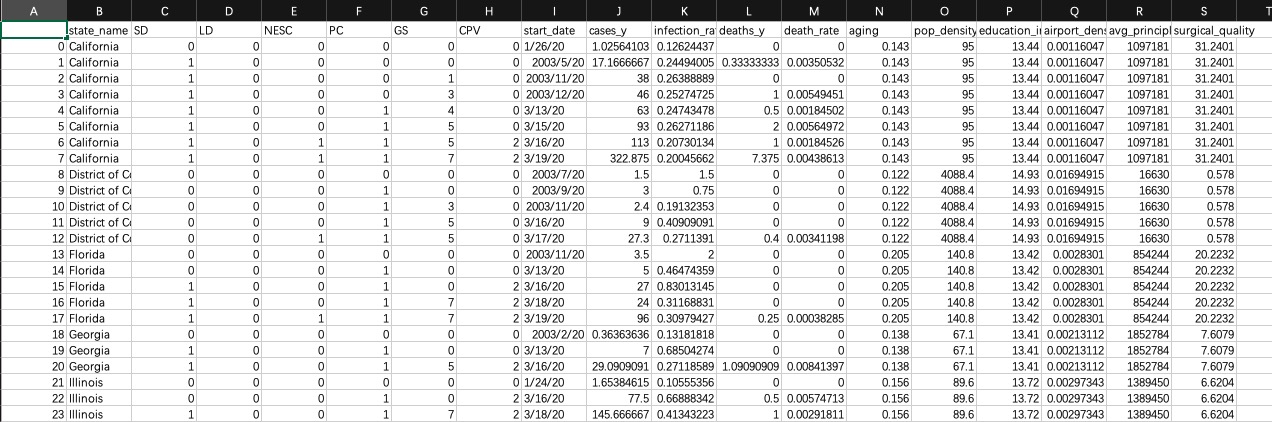 A B C D E F G H I J K L M N O P Q R S T
state_name SD LD NESC PC GS CPV start_date cases_y infection_ra deaths_y death_rate aging pop_density education_i airport_dens avg_princip surgical_quality
0 California 0 0 0 0 0 0 1/26/20 1.02564103 0.12624437 0 0 0.143 95 13.44 0.00116047 1097181 31.2401
1 California 1 0 0 0 0 0 2003/5/20 17.1666667 0.24494005 0.33333333 0.00350532 0.143 95 13.44 0.00116047 1097181 31.2401
2 California 1 0 0 0 1 0 2003/11/20 38 0.26388889 0 0 0.143 95 13.44 0.00116047 1097181 31.2401
3 California 1 0 0 0 3 0 2003/12/20 46 0.25274725 1 0.00549451 0.143 95 13.44 0.00116047 1097181 31.2401
4 California 1 0 0 1 4 0 3/13/20 63 0.24743478 0.5 0.00184502 0.143 95 13.44 0.00116047 1097181 31.2401
5 California 1 0 0 1 5 0 3/15/20 93 0.26271186 2 0.00564972 0.143 95 13.44 0.00116047 1097181 31.2401
6 California 1 0 1 1 5 2 3/16/20 113 0.20730134 1 0.00184526 0.143 95 13.44 0.00116047 1097181 31.2401
7 California 1 0 1 1 7 2 3/19/20 322.875 0.20045662 7.375 0.00438613 0.143 95 13.44 0.00116047 1097181 31.2401
8 District of Co 0 0 0 0 0 0 2003/7/20 1.5 1.5 0 0 0.122 4088.4 14.93 0.01694915 16630 0.578
9 District of Co 0 0 0 1 0 0 2003/9/20 3 0.75 0 0 0.122 4088.4 14.93 0.01694915 16630 0.578
10 District of Co 0 0 0 1 3 0 2003/11/20 2.4 0.19132353 0 0 0.122 4088.4 14.93 0.01694915 16630 0.578
11 District of Co 0 0 0 1 5 0 3/16/20 9 0.40909091 0 0 0.122 4088.4 14.93 0.01694915 16630 0.578
12 District of Co 0 0 1 1 5 0 3/17/20 27.3 0.2711391 0.4 0.00341198 0.122 4088.4 14.93 0.01694915 16630 0.578
13 Florida 0 0 0 0 0 0 2003/11/20 3.5 2 0 0 0.205 140.8 13.42 0.0028301 854244 20.2232
14 Florida 0 0 0 1 0 0 3/13/20 5 0.46474359 0 0 0.205 140.8 13.42 0.0028301 854244 20.2232
15 Florida 1 0 0 1 0 2 3/16/20 27 0.83013145 0 0 0.205 140.8 13.42 0.0028301 854244 20.2232
16 Florida 1 0 0 1 7 2 3/18/20 24 0.31168831 0 0 0.205 140.8 13.42 0.0028301 854244 20.2232
17 Florida 1 0 1 1 7 2 3/19/20 96 0.30979427 0.25 0.00038285 0.205 140.8 13.42 0.0028301 854244 20.2232
18 Georgia 0 0 0 0 0 0 2003/2/20 0.36363636 0.13181818 0 0 0.138 67.1 13.41 0.00213112 1852784 7.6079
19 Georgia 1 0 0 1 0 0 3/13/20 7 0.68504274 0 0 0.138 67.1 13.41 0.00213112 1852784 7.6079
20 Georgia 1 0 0 1 5 2 3/16/20 29.0909091 0.27118589 1.09090909 0.00841397 0.138 67.1 13.41 0.00213112 1852784 7.6079
21 Illinois 0 0 0 0 0 0 1/24/20 1.65384615 0.10555356 0 0 0.156 89.6 13.72 0.00297343 1389450 6.6204
22 Illinois 0 0 0 1 0 2 3/16/20 77.5 0.66888342 0.5 0.00574713 0.156 89.6 13.72 0.00297343 1389450 6.6204
23 Illinois 1 0 0 1 7 2 3/18/20 145.666667 0.41343223 1 0.00291811 0.156 89.6 13.72 0.00297343 1389450 6.6204